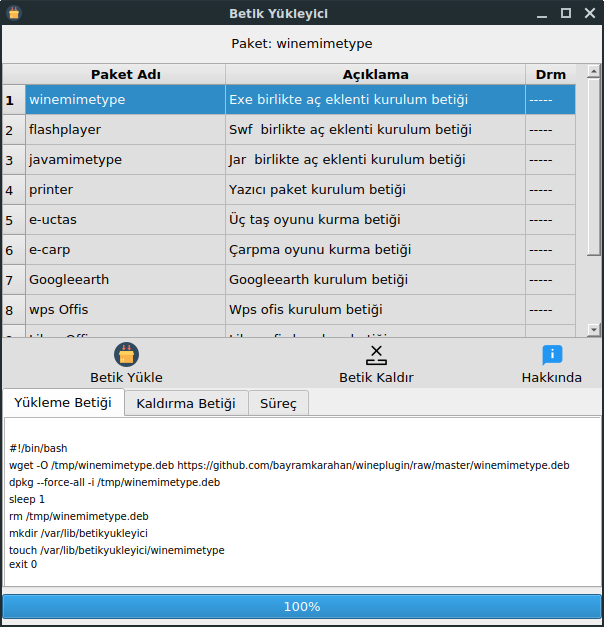 Betik Yükleyici
Paket: winemimetype
Paket Adı Açıklama Drm
1 winemimetype Exe birlikte aç eklenti kurulum betiği -----
2 flashplayer Swf  birlikte aç eklenti kurulum betiği -----
3 javamimetype Jar  birlikte aç eklenti kurulum betiği -----
4 printer Yazıcı paket kurulum betiği -----
5 e-uctas Üç taş oyunu kurma betiği -----
6 e-carp Çarpma oyunu kurma betiği -----
7 Googleearth Googleearth kurulum betiği -----
8 wps Offis Wps ofis kurulum betiği -----
Betik Yükle Betik Kaldır Hakkında
Yükleme Betiği Kaldırma Betiği Süreç
#!/bin/bash
wget -O /tmp/winemimetype.deb https://github.com/bayramkarahan/wineplugin/raw/master/winemimetype.deb
dpkg --force-all -i /tmp/winemimetype.deb
sleep 1
rm /tmp/winemimetype.deb
mkdir /var/lib/betikyukleyici
touch /var/lib/betikyukleyici/winemimetype
exit 0
100%